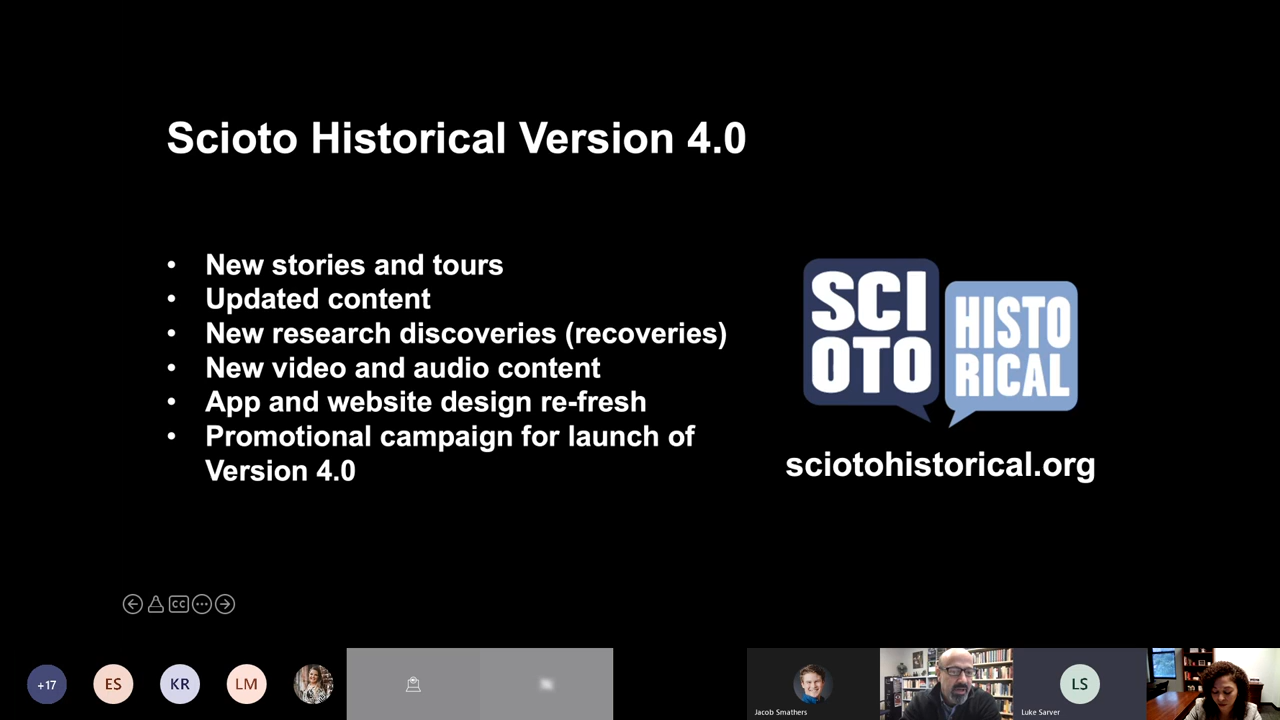 Scioto Historical Version 4.0
• New stories and tours
• Updated content
• New research discoveries (recoveries)
• New video and audio content
• App and website design re-fresh
• Promotional campaign for launch of
Version 4.0
SCI
OTO
HISTO
RICAL
sciotohistorical.org
CC
+17
ES
KR
LM
LS
Jacob Smathers
Luke Sarver